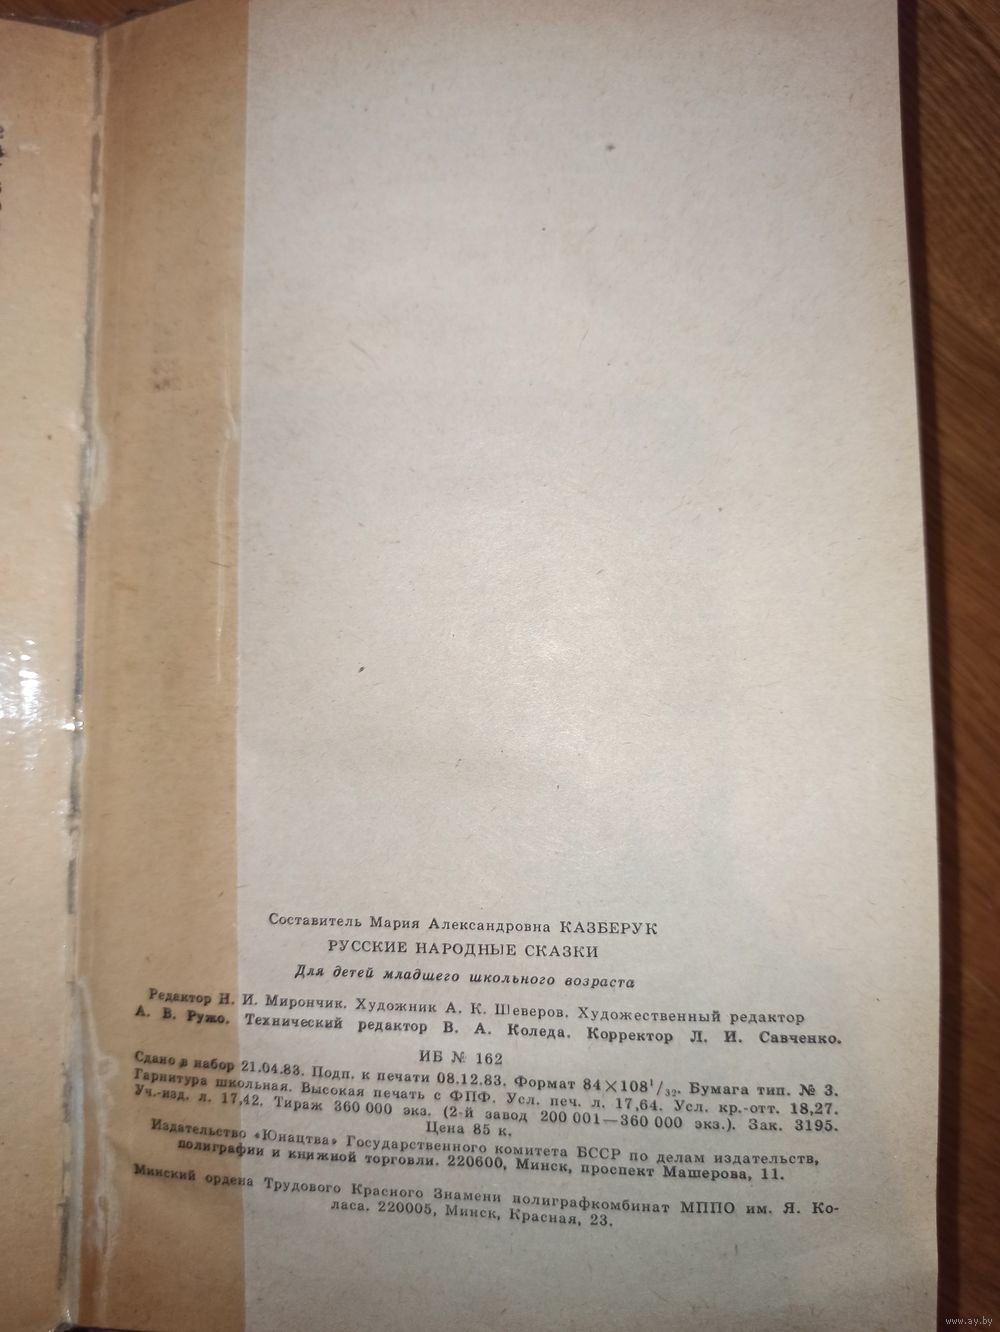 Составитель Мария Александровна КАЗБЕРУК
РУССКИЕ НАРОДНЫЕ СКАЗКИ
Для детей младшего школьного возраста
Редактор Н. И. Мирончик. Художник А. К. Шеверов. Художественный редактор
А. В. Ружо. Технический редактор В. А. Коледа. Корректор Л. И. Савченко.
ИБ № 162
Сдано в набор 21.04.83. Подп. к печати 08.12.83. Формат 84×108¹/₃₂. Бумага тип. № 3.
Гарнитура школьная. Высокая печать с ФПФ. Усл. печ. л. 17,64. Усл. кр.-отт. 18,27.
Уч.-изд. л. 17,42. Тираж 360 000 экз. (2-й завод 200 001—360 000 экз.). Зак. 3195.
Цена 85 к.
Издательство «Юнацтва» Государственного комитета БССР по делам издательств,
полиграфии и книжной торговли. 220600, Минск, проспект Машерова, 11.
Минский ордена Трудового Красного Знамени полиграфкомбинат МППО им. Я. Ко-
ласа. 220005, Минск, Красная, 23.
www.ay.by